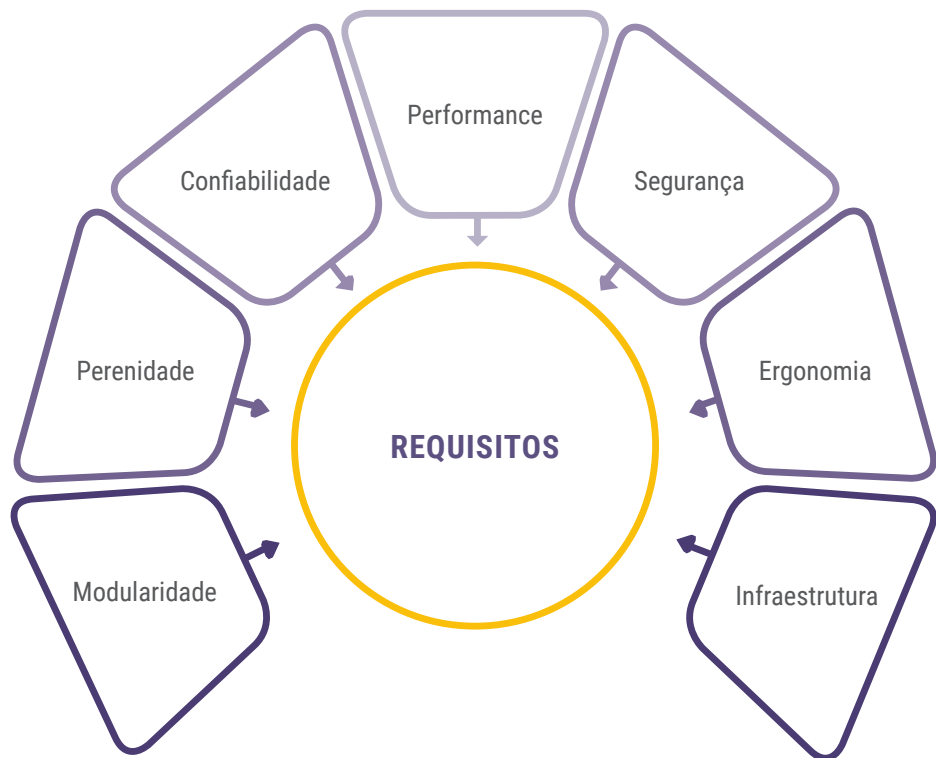 Performance
Confiabilidade
Segurança
Perenidade
Ergonomia
REQUISITOS
Modularidade
Infraestrutura